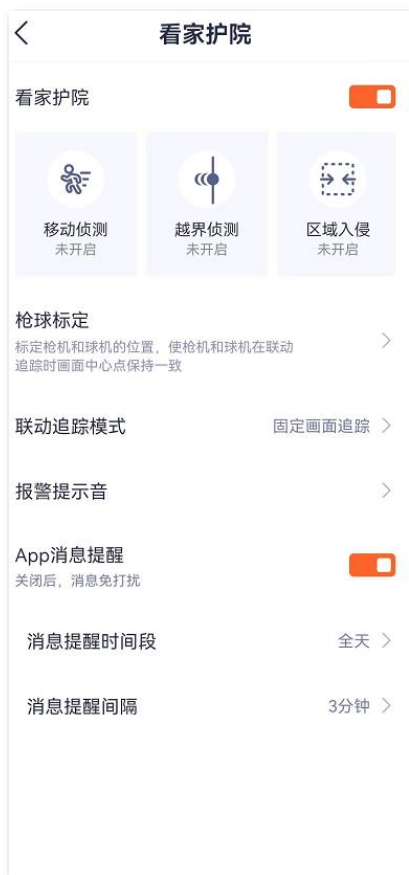 看家护院
看家护院
移动侦测 越界侦测 区域入侵
未开启 未开启 未开启
枪球标定
标定枪机和球机的位置，使枪机和球机在联动
追踪时画面中心点保持一致
联动追踪模式 固定画面追踪
报警提示音
App消息提醒
关闭后，消息免打扰
消息提醒时间段 全天
消息提醒间隔 3分钟